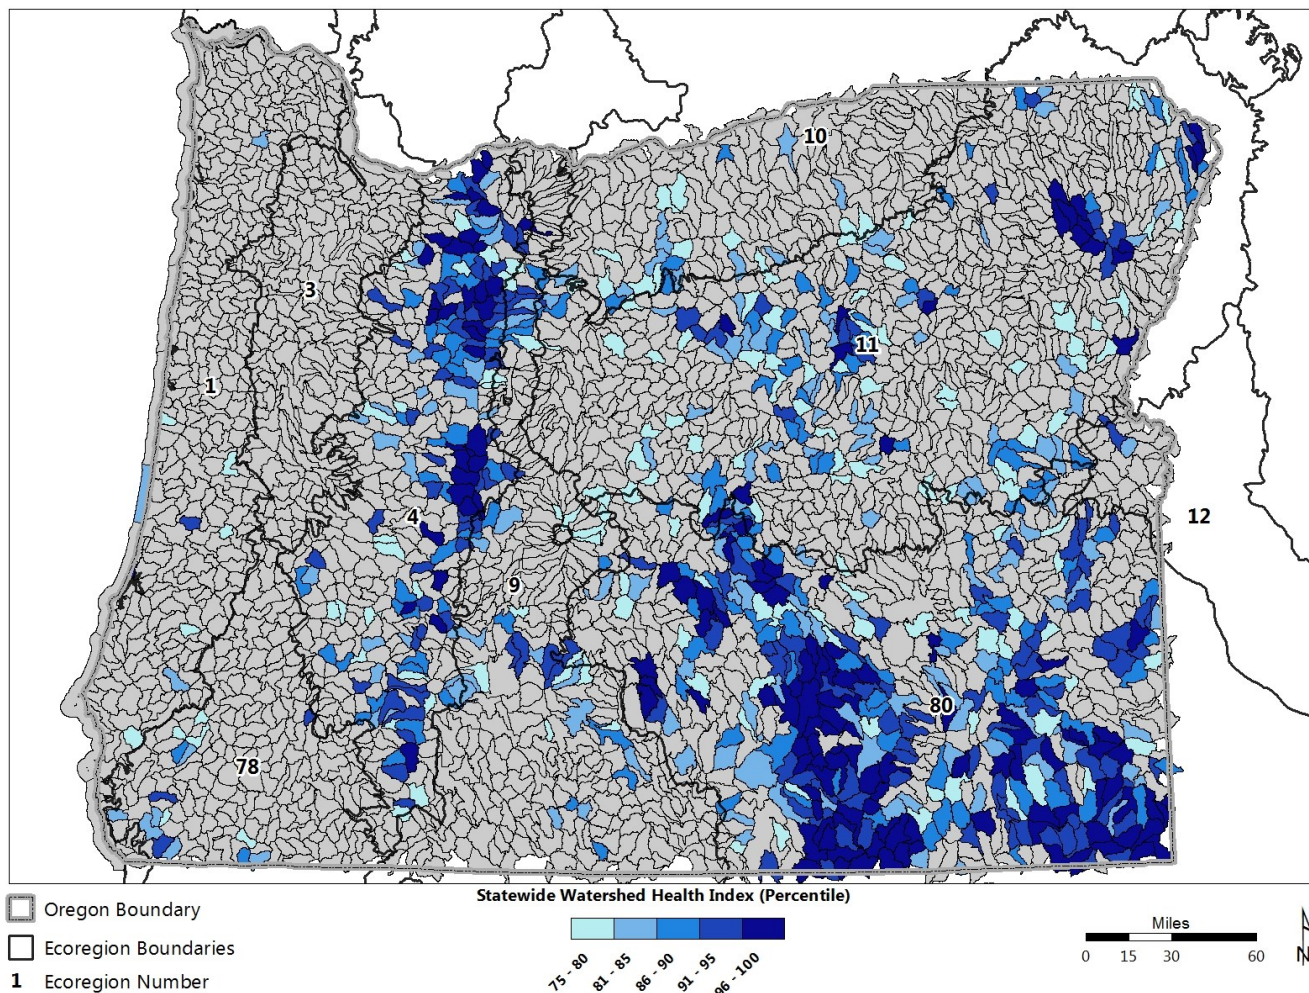 10
3
11
1
4
12
9
80
78
Statewide Watershed Health Index (Percentile)
Oregon Boundary
Ecoregion Boundaries
1 Ecoregion Number
75 - 80
81 - 85
86 - 90
91 - 95
96 - 100
Miles
0 15 30 60
N